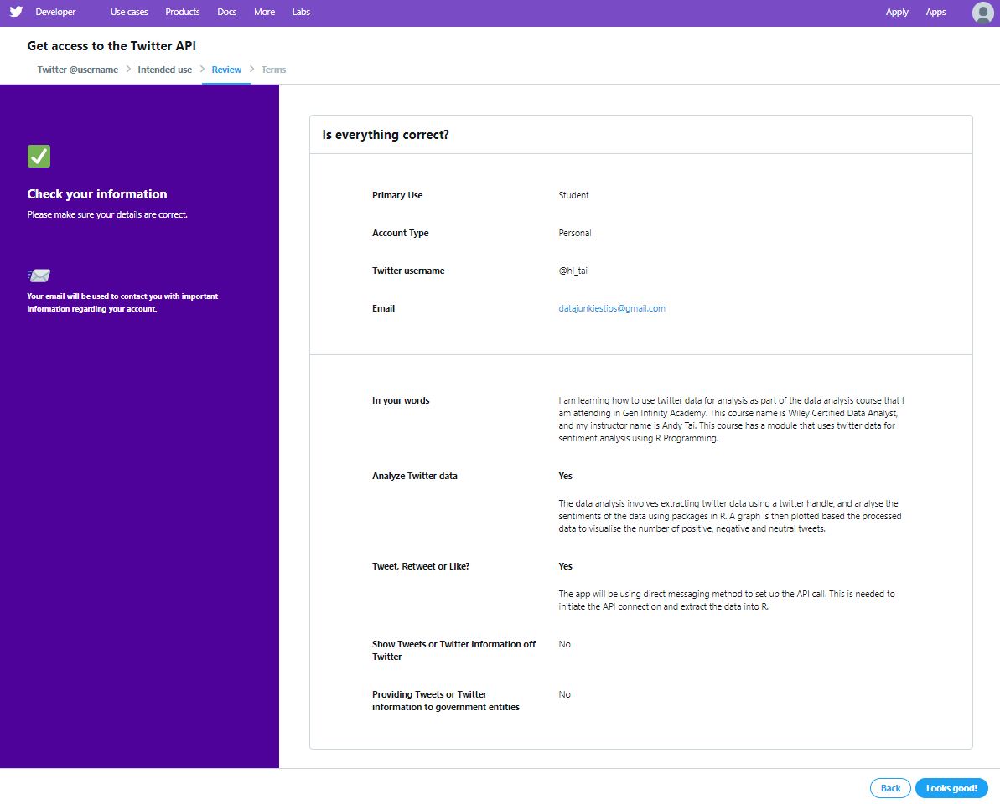 Developer Use cases Products Docs More Labs Apply Apps
Get access to the Twitter API
Twitter @username Intended use Review Terms
Check your information
Please make sure your details are correct.
Your email will be used to contact you with important
information regarding your account.
Is everything correct?
Primary Use Student
Account Type Personal
Twitter username @hl_tai
Email datajunkiestips@gmail.com
In your words I am learning how to use twitter data for analysis as part of the data analysis course that I
am attending in Gen Infinity Academy. This course name is Wiley Certified Data Analyst,
and my instructor name is Andy Tai. This course has a module that uses twitter data for
sentiment analysis using R Programming.
Analyze Twitter data Yes
The data analysis involves extracting twitter data using a twitter handle, and analyse the
sentiments of the data using packages in R. A graph is then plotted based the processed
data to visualise the number of positive, negative and neutral tweets.
Tweet, Retweet or Like? Yes
The app will be using direct messaging method to set up the API call. This is needed to
initiate the API connection and extract the data into R.
Show Tweets or Twitter information off No
Twitter
Providing Tweets or Twitter No
information to government entities
Back Looks good!